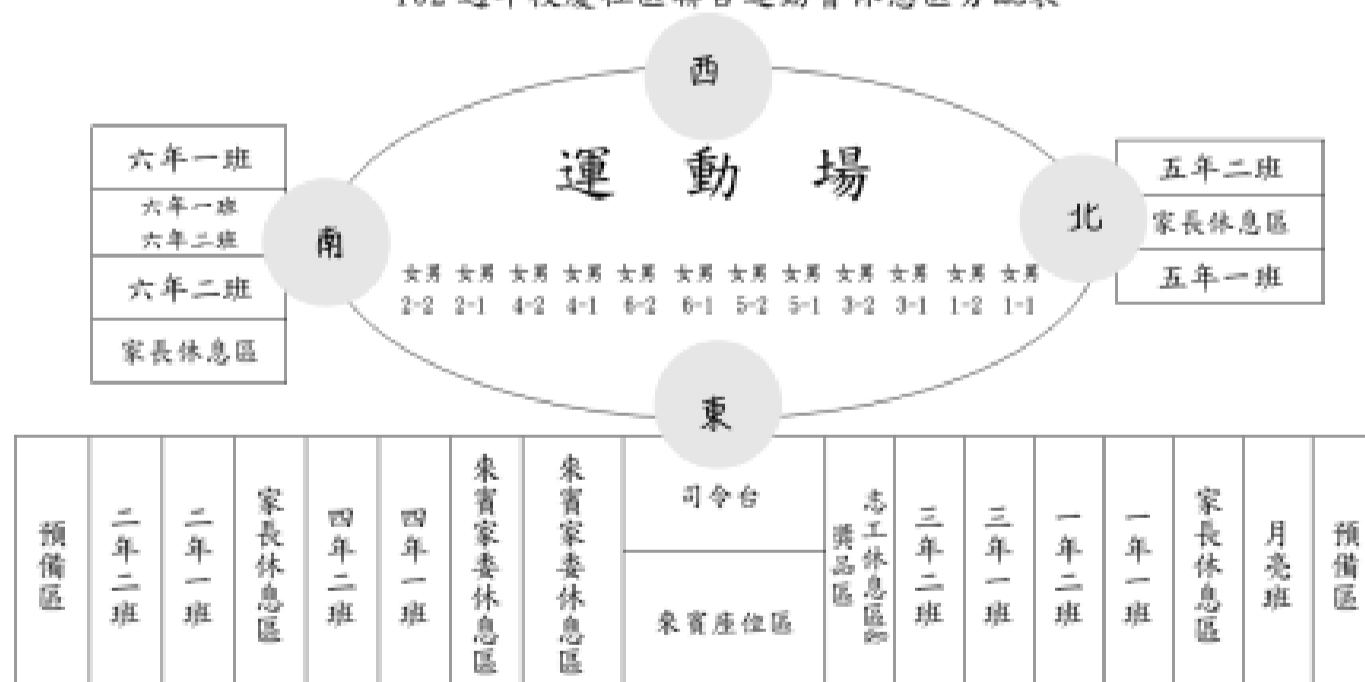 西
運動場
六年一班
六年一班
六年二班
六年二班
家長休息區
南
北
五年二班
家長休息區
五年一班
女男 女男 女男 女男 女男 女男 女男 女男 女男 女男 女男 女男
2-2 2-1 4-2 4-1 6-2 6-1 5-2 5-1 3-2 3-1 1-2 1-1
東
預備區
二年二班
二年一班
家長休息區
四年二班
四年一班
來賓家委休息區
來賓家委休息區
司令台
來賓座位區
志工休息區
三年二班
三年一班
一年二班
一年一班
家長休息區
月亮班
預備區